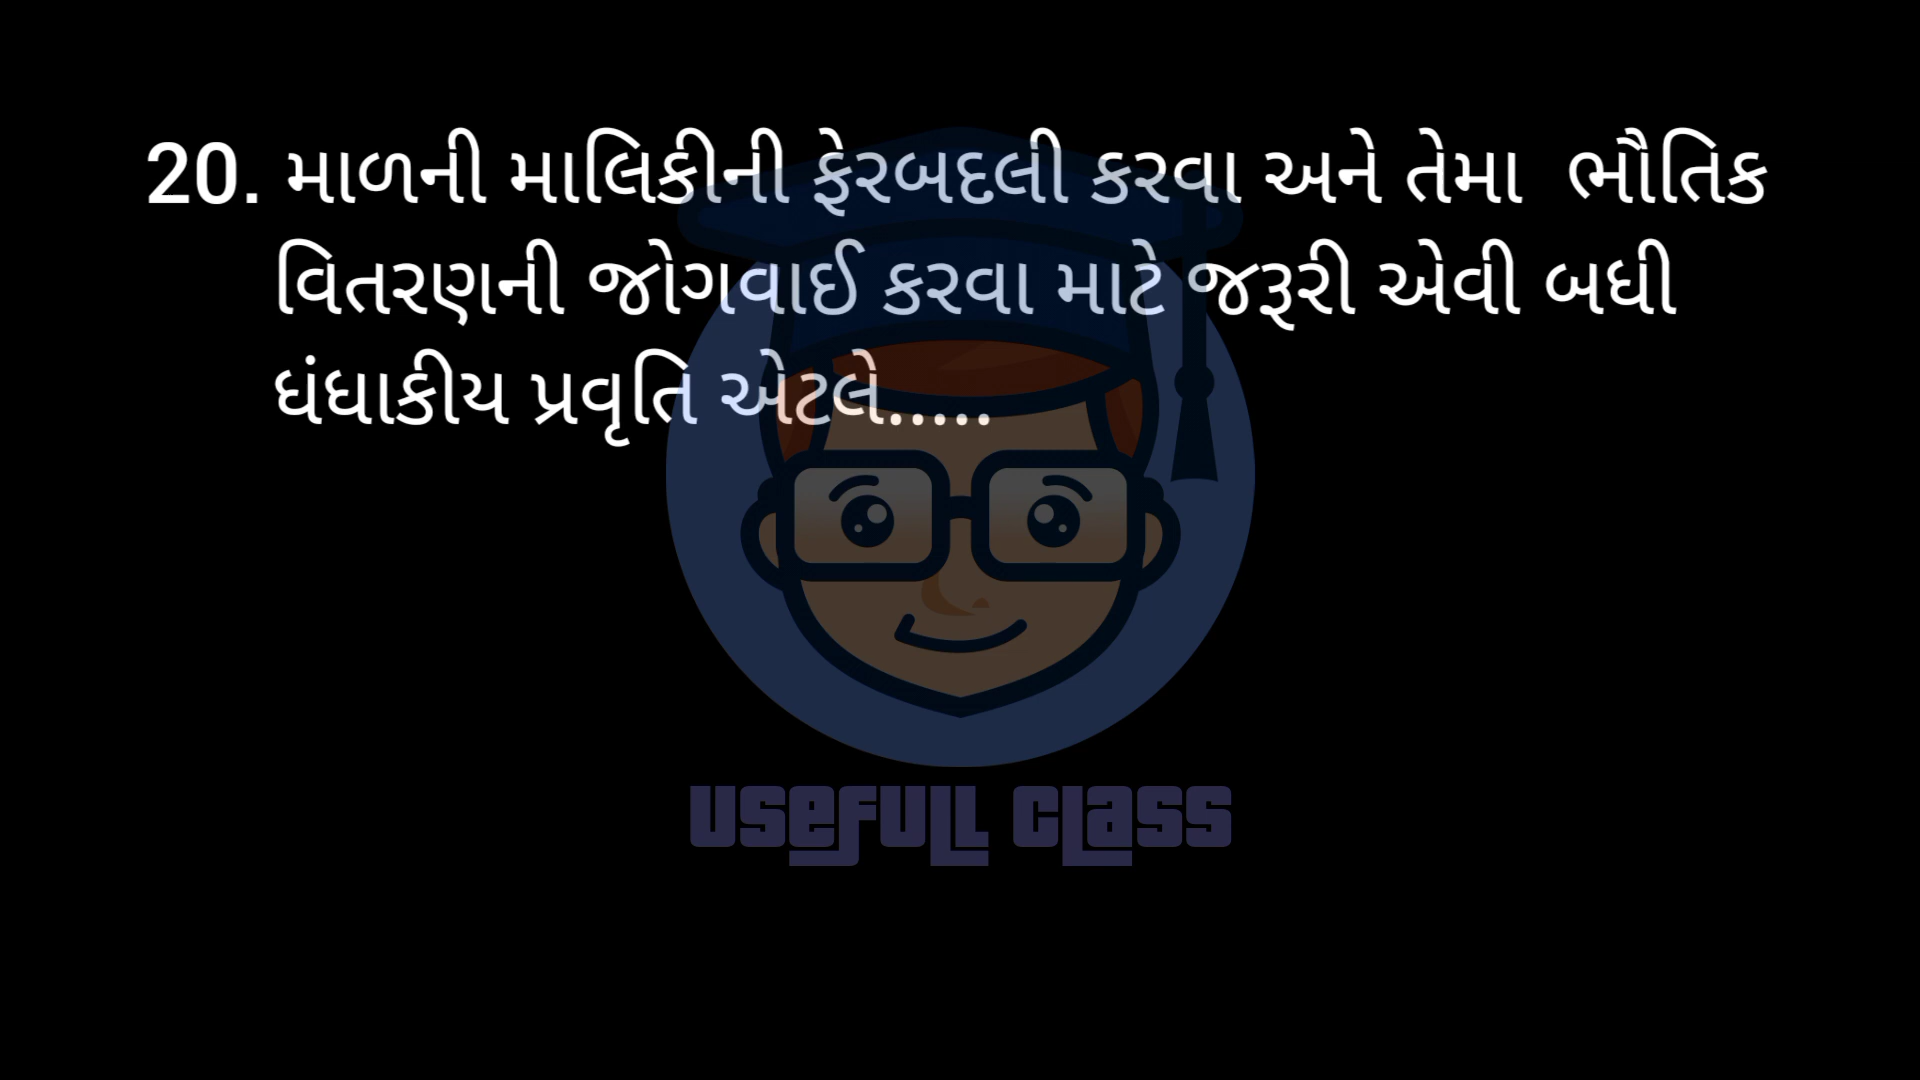 20. માળની માલિકીની ફેરબદલી કરવા અને તેમા ભૌતિક
વિતરણની જોગવાઈ કરવા માટે જરૂરી એવી બધી
ધંધાકીય પ્રવૃતિ એટલે.....
USEFULL CLASS